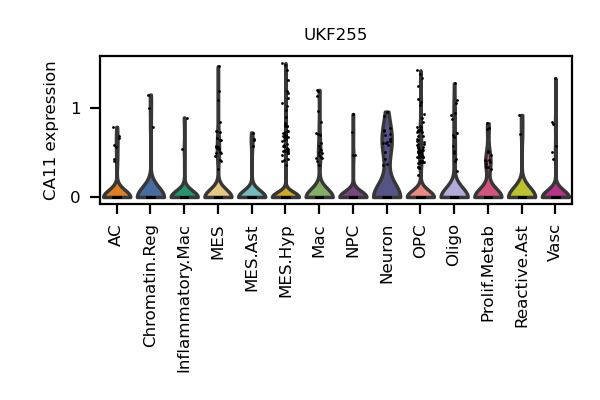 UKF255
CA11 expression
1
0
AC
Chromatin.Reg
Inflammatory.Mac
MES
MES.Ast
MES.Hyp
Mac
NPC
Neuron
OPC
Oligo
Prolif.Metab
Reactive.Ast
Vasc